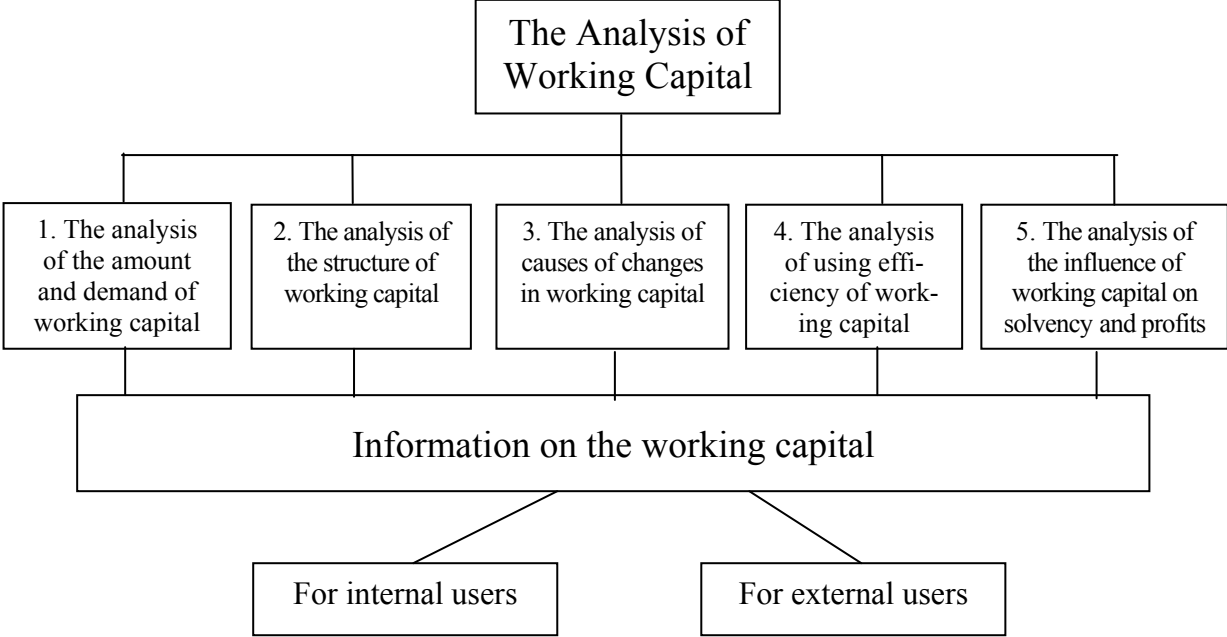 The Analysis of
Working Capital
1. The analysis
of the amount
and demand of
working capital
2. The analysis of
the structure of
working capital
3. The analysis of
causes of changes
in working capital
4. The analysis
of using effi-
ciency of work-
ing capital
5. The analysis of
the influence of
working capital on
solvency and profits
Information on the working capital
For internal users
For external users